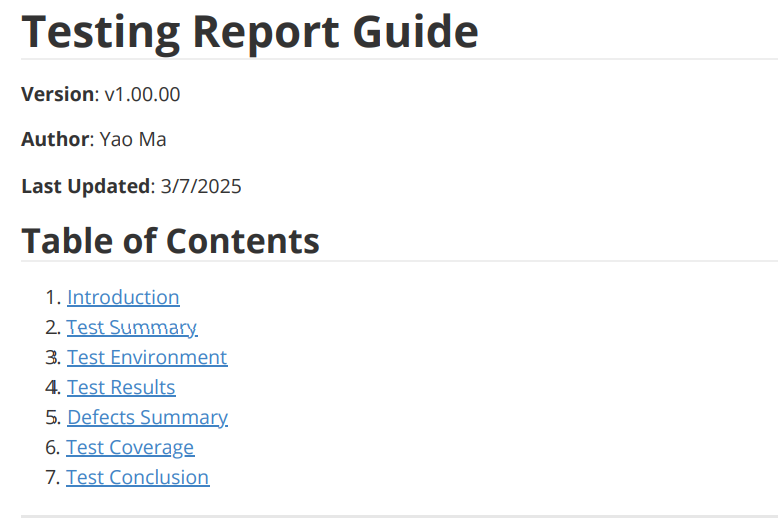 Testing Report Guide
Version: v1.00.00
Author: Yao Ma
Last Updated: 3/7/2025
Table of Contents
1. Introduction
2. Test Summary
3. Test Environment
4. Test Results
5. Defects Summary
6. Test Coverage
7. Test Conclusion